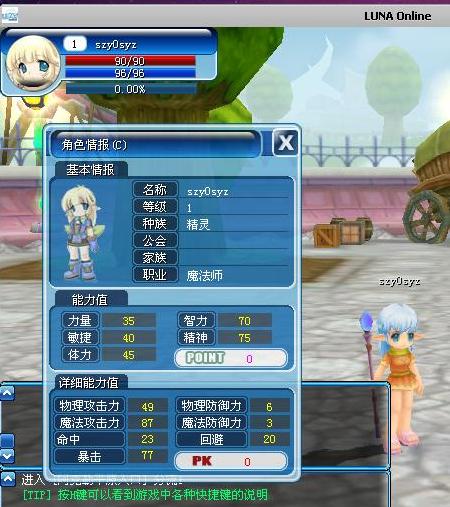 LUNA Online
1 szy0syz
90/90
96/96
0.00%
角色情报(C) X
基本情报
名称 szy0syz
等级 1
种族 精灵
公会
家族
职业 魔法师
szy0syz
能力值
力量 35 智力 70
敏捷 40 精神 75
体力 45 POINT 0
详细能力值
物理攻击力 49 物理防御力 6
魔法攻击力 87 魔法防御力 3
命中 23 回避 20
暴击 77 PK 0
进入
[TIP] 按H键可以看到游戏中各种快捷键的说明